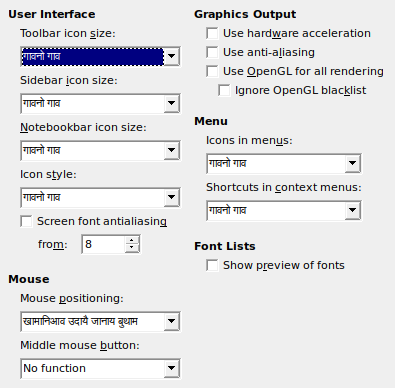 User Interface
Toolbar icon size:
गावनो गाव
Sidebar icon size:
गावनो गाव
Notebookbar icon size:
गावनो गाव
Icon style:
गावनो गाव
Screen font antialiasing
from: 8
Mouse
Mouse positioning:
खामानिआव उदायै जानाय बुथाम
Middle mouse button:
No function
Graphics Output
Use hardware acceleration
Use anti-aliasing
Use OpenGL for all rendering
Ignore OpenGL blacklist
Menu
Icons in menus:
गावनो गाव
Shortcuts in context menus:
गावनो गाव
Font Lists
Show preview of fonts